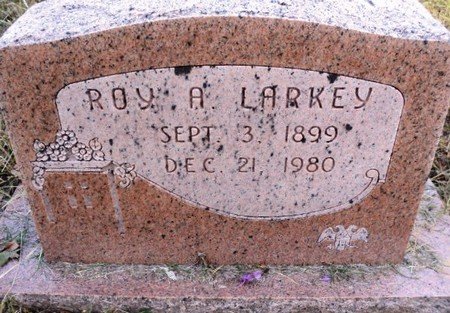 ROY A LARKEY
SEPT. 3, 1899
DEC. 21, 1980